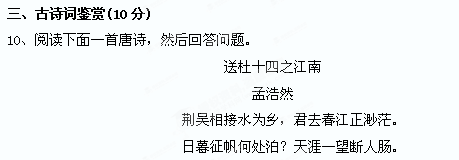 三、古诗词鉴赏(10分)
10、阅读下面一首唐诗，然后回答问题。
送杜十四之江南
孟浩然
荆吴相接水为乡，君去春江正渺茫。
日暮征帆何处泊？天涯一望断人肠。